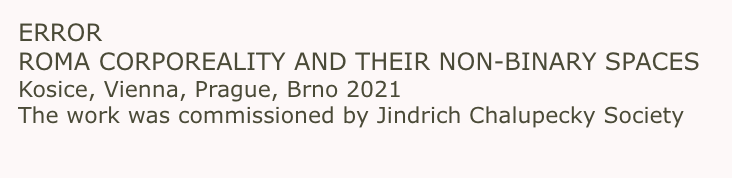 ERROR
ROMA CORPOREALITY AND THEIR NON-BINARY SPACES
Kosice, Vienna, Prague, Brno 2021
The work was commissioned by Jindrich Chalupecky Society